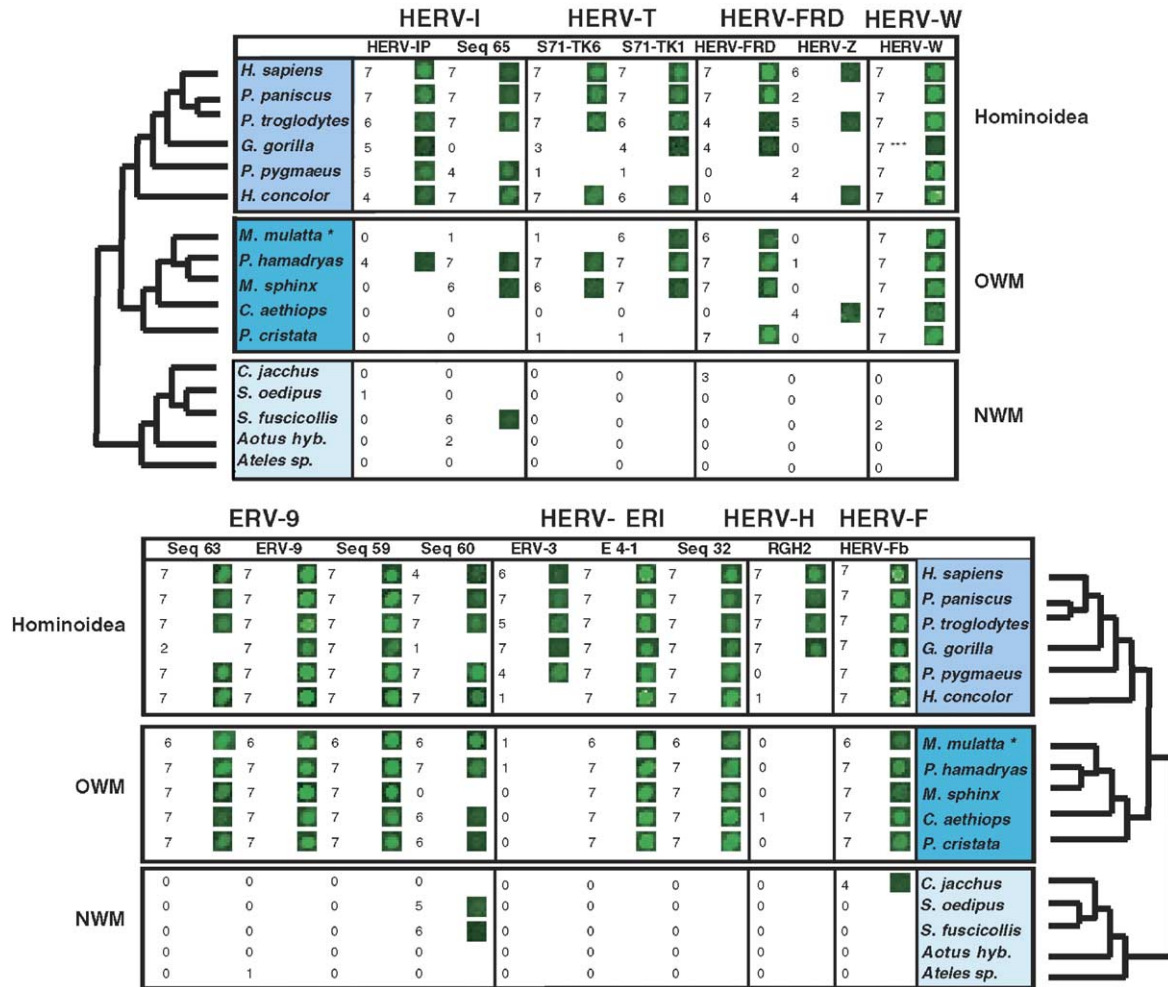 HERV-I HERV-T HERV-FRD HERV-W
HERV-IP Seq 65 S71-TK6 S71-TK1 HERV-FRD HERV-Z HERV-W
H. sapiens 7 7 7 7 7 6 7
P. paniscus 7 7 7 7 7 2 7
P. troglodytes 6 7 7 6 4 5 7
Hominoidea
G. gorilla 5 0 3 4 4 0 7 ***
P. pygmaeus 5 4 1 1 0 2 7
H. concolor 4 7 7 6 0 4 7
M. mulatta * 0 1 1 6 6 0 7
P. hamadryas 4 7 7 7 7 1 7
OWM
M. sphinx 0 6 6 7 7 0 7
C. aethiops 0 0 0 0 0 4 7
P. cristata 0 0 1 1 7 0 7
C. jacchus 0 0 0 0 3 0 0
S. oedipus 1 0 0 0 0 0 0
S. fuscicollis 0 6 0 0 0 0 2
NWM
Aotus hyb. 0 2 0 0 0 0 0
Ateles sp. 0 0 0 0 0 0 0
ERV-9 HERV- ERI HERV-H HERV-F
Seq 63 ERV-9 Seq 59 Seq 60 ERV-3 E 4-1 Seq 32 RGH2 HERV-Fb
7 7 7 4 6 7 7 7 7 H. sapiens
7 7 7 7 7 7 7 7 7 P. paniscus
Hominoidea 7 7 7 7 5 7 7 7 7 P. troglodytes
2 7 7 1 7 7 7 7 7 G. gorilla
7 7 7 7 4 7 7 0 7 P. pygmaeus
7 7 7 7 1 7 7 1 7 H. concolor
6 6 6 6 1 6 6 0 6 M. mulatta *
7 7 7 7 1 7 7 0 7 P. hamadryas
OWM
7 7 7 0 0 7 7 0 7 M. sphinx
7 7 7 6 0 7 7 1 7 C. aethiops
7 7 7 6 0 7 7 0 7 P. cristata
0 0 0 0 0 0 0 0 4 C. jacchus
0 0 0 5 0 0 0 0 0 S. oedipus
NWM
0 0 0 6 0 0 0 0 0 S. fuscicollis
0 0 0 0 0 0 0 0 0 Aotus hyb.
0 1 0 0 0 0 0 0 0 Ateles sp.